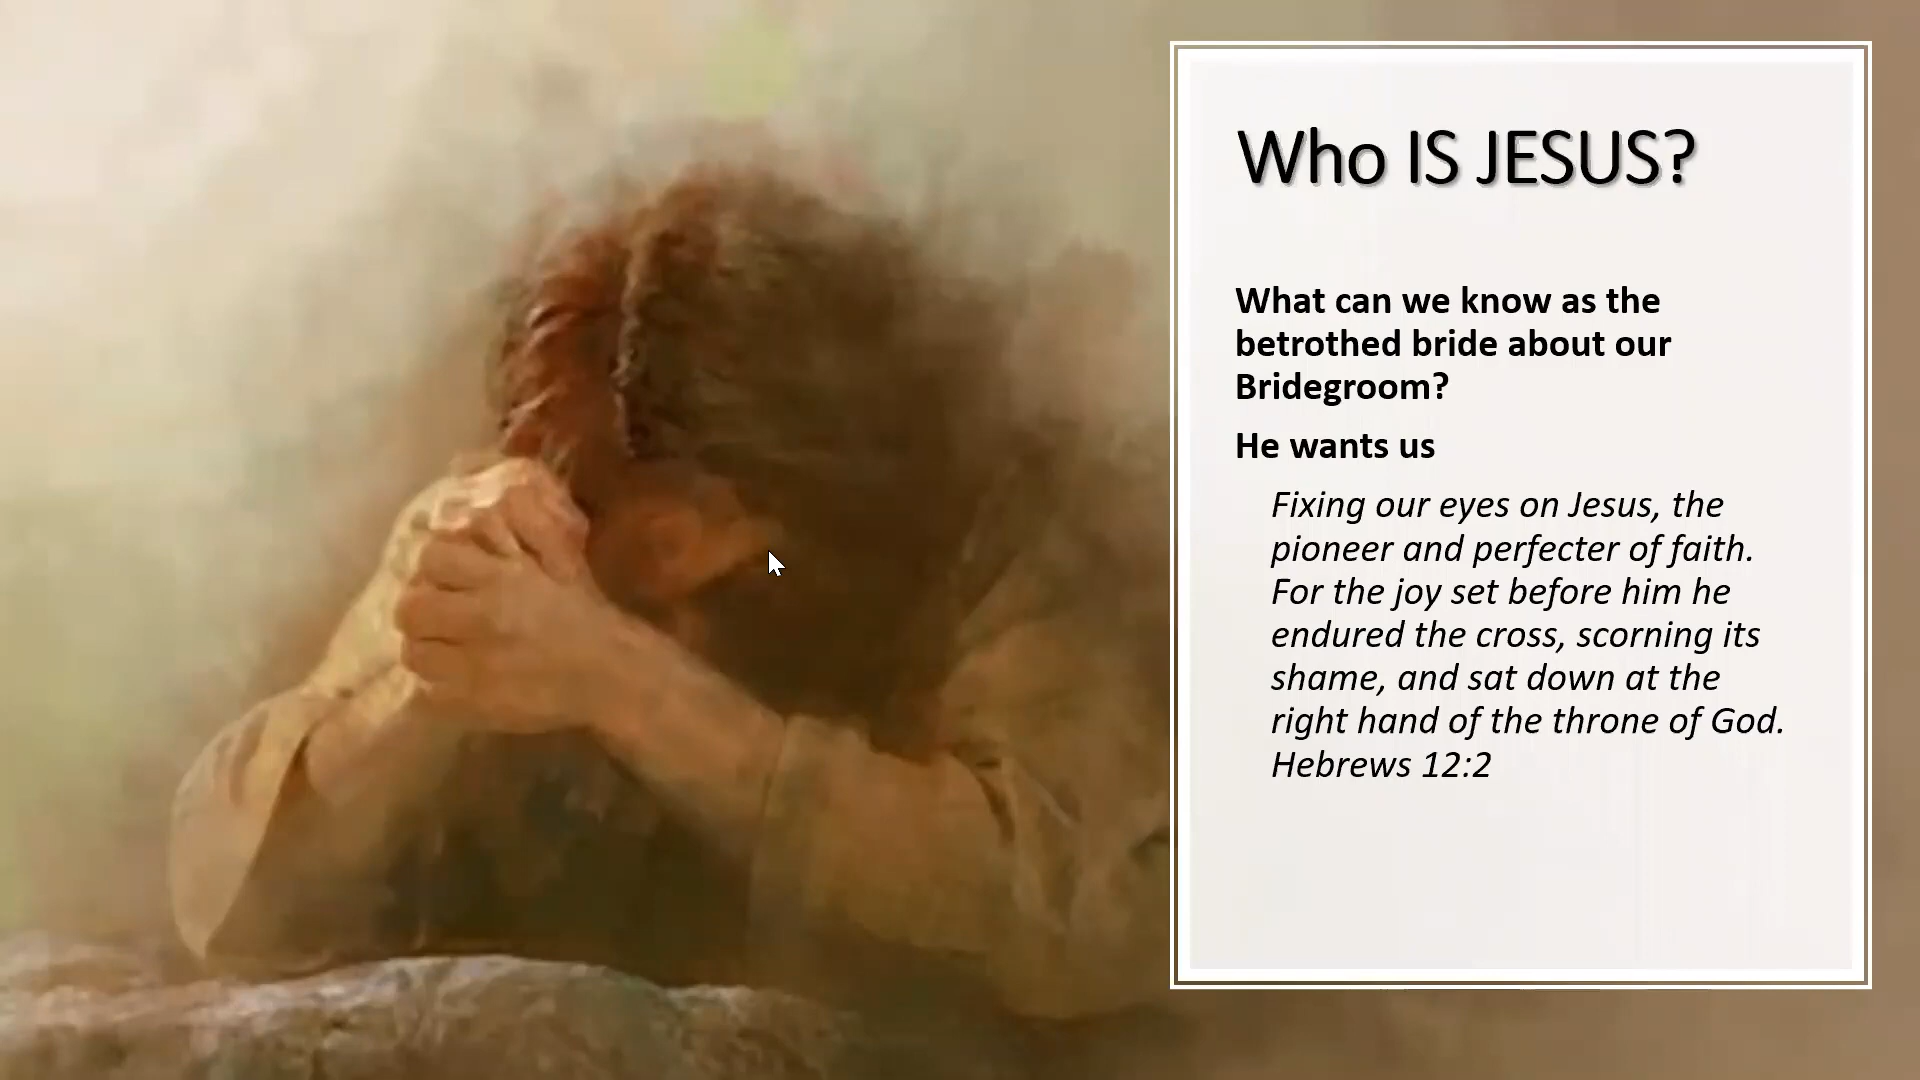 Who IS JESUS?
What can we know as the
betrothed bride about our
Bridegroom?
He wants us
Fixing our eyes on Jesus, the
pioneer and perfecter of faith.
For the joy set before him he
endured the cross, scorning its
shame, and sat down at the
right hand of the throne of God.
Hebrews 12:2